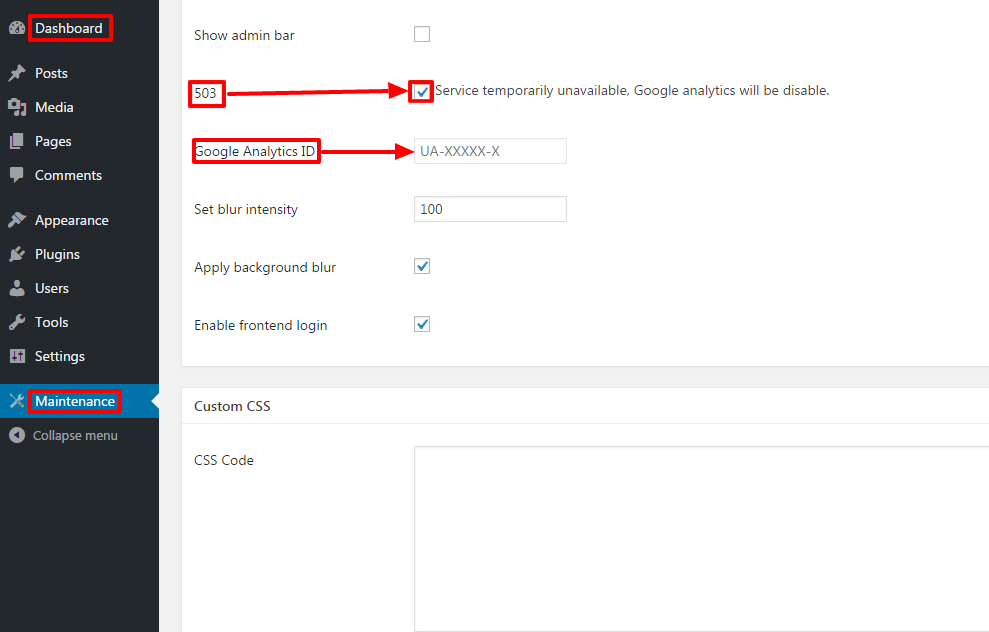 Dashboard
Posts
Media
Pages
Comments
Appearance
Plugins
Users
Tools
Settings
Maintenance
Collapse menu
Show admin bar
503 Service temporarily unavailable, Google analytics will be disable.
Google Analytics ID UA-XXXXX-X
Set blur intensity 100
Apply background blur
Enable frontend login
Custom CSS
CSS Code